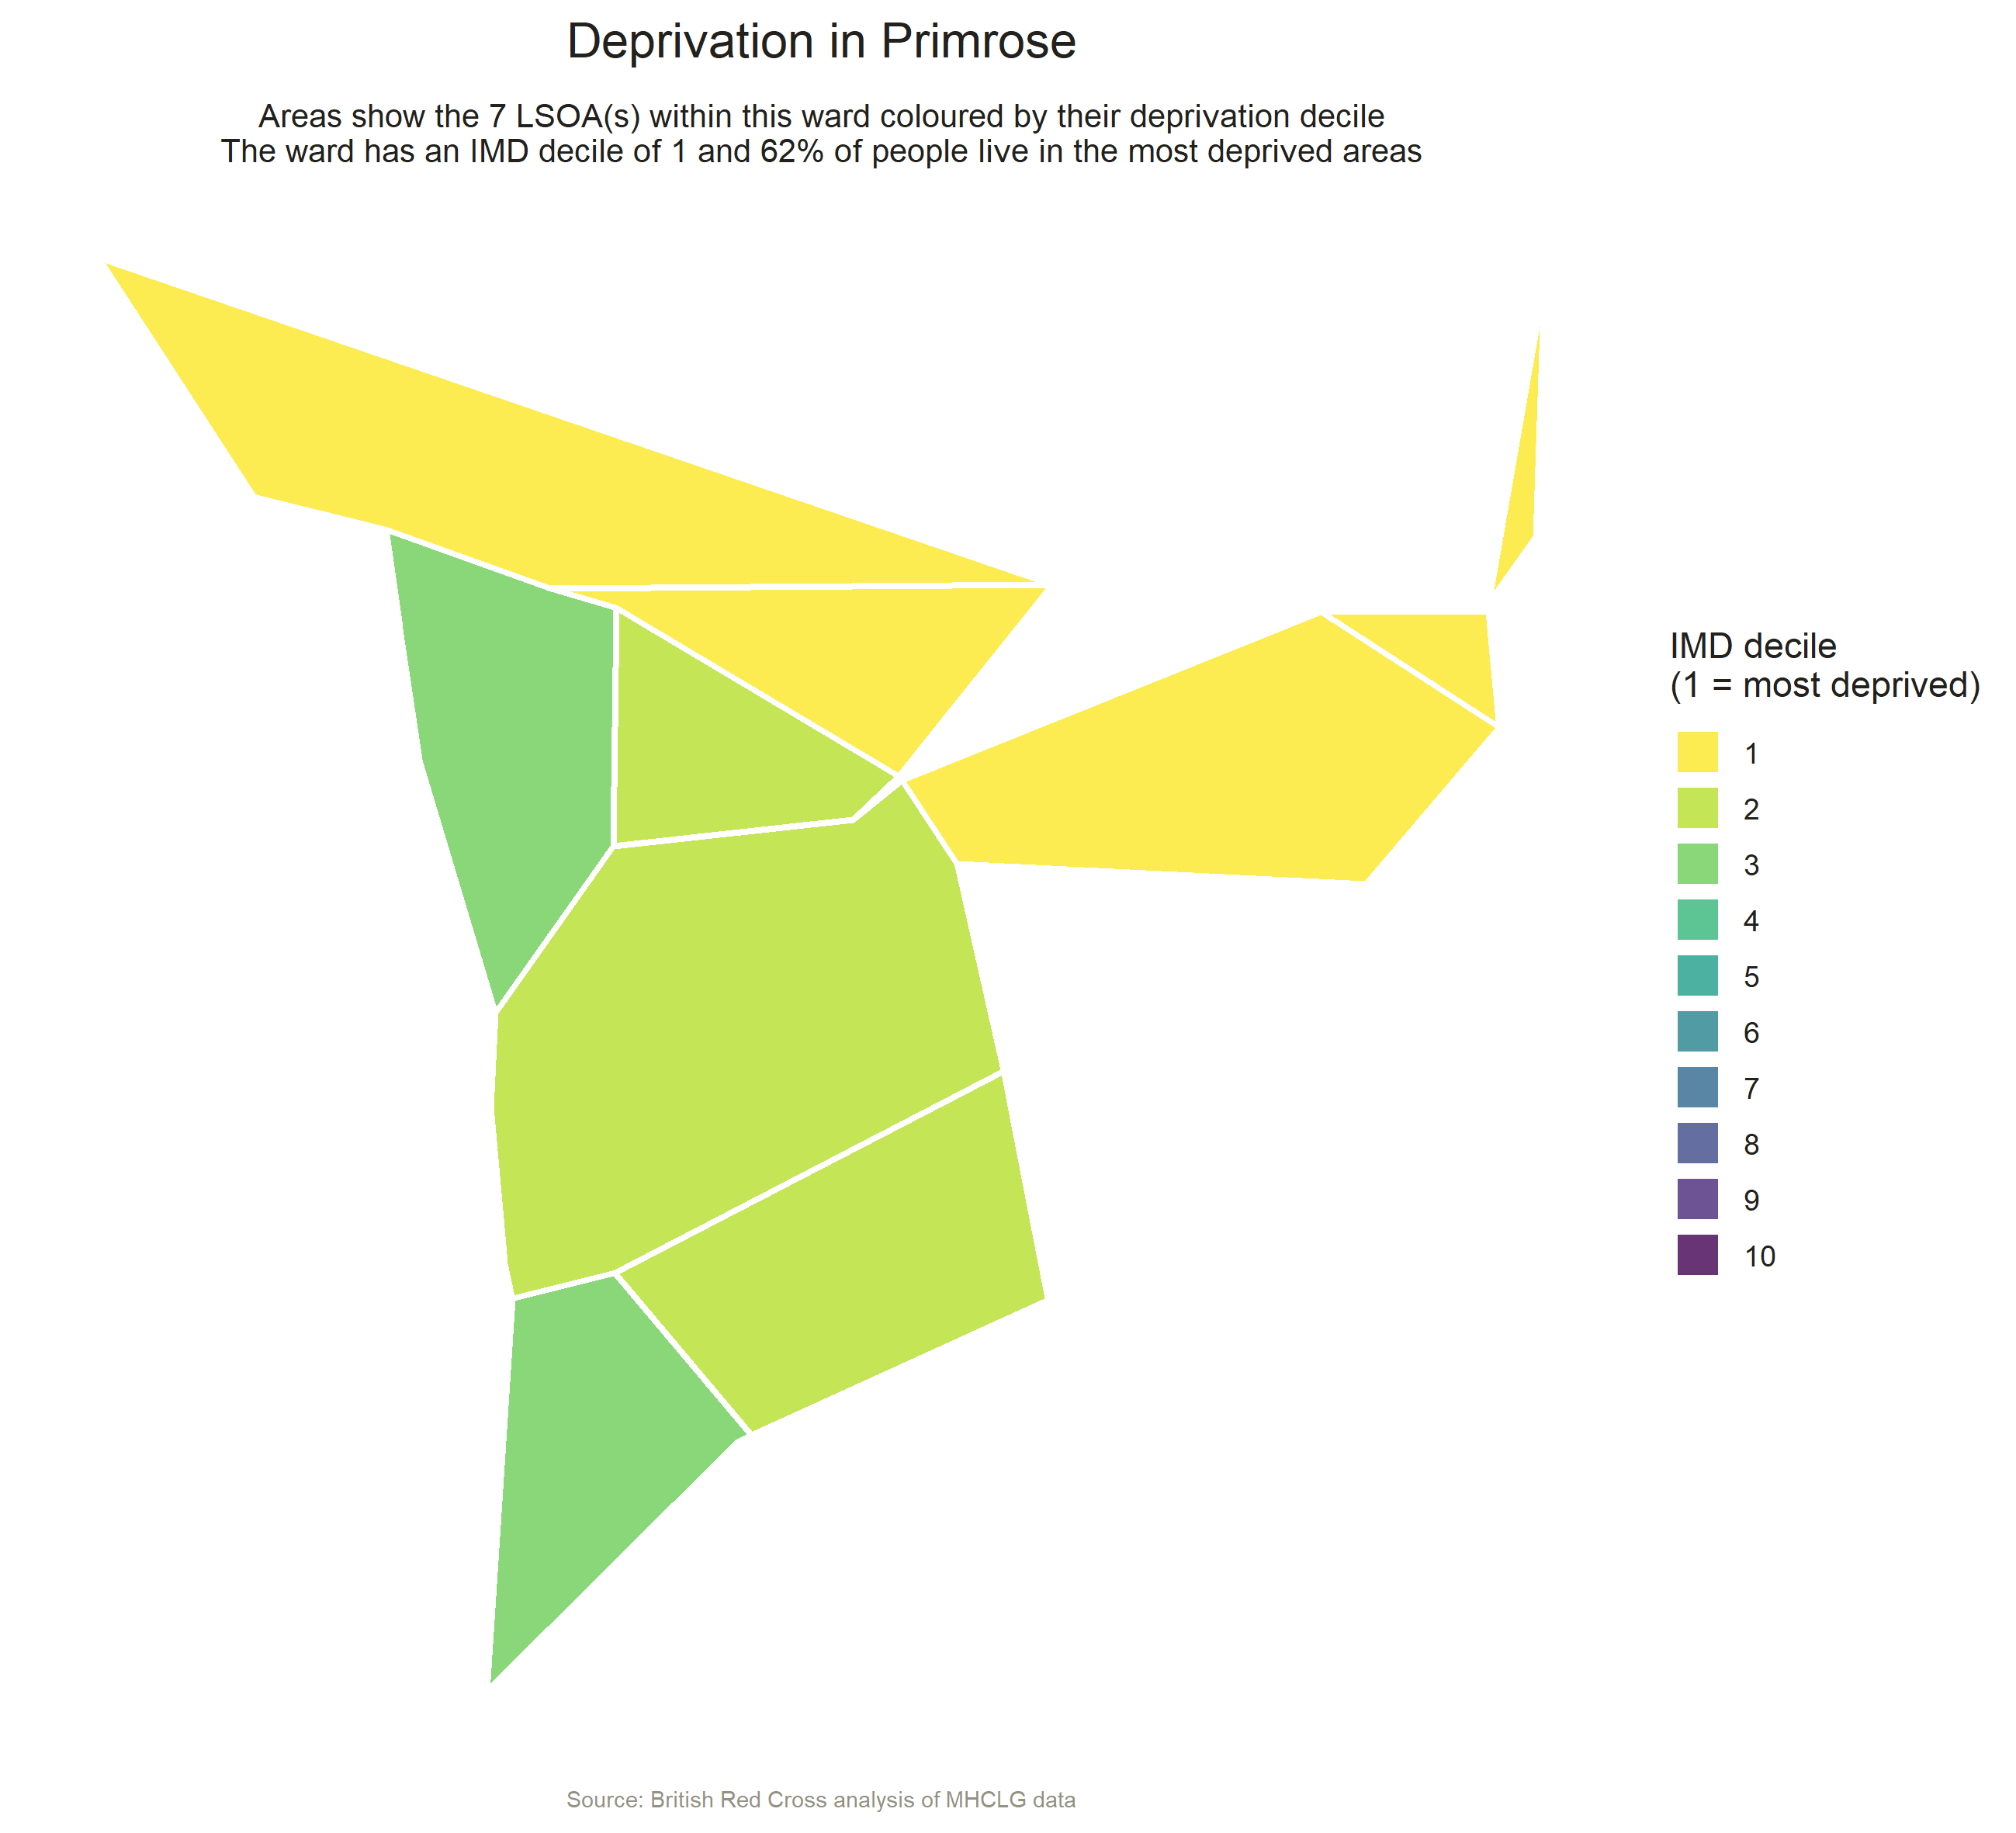 Deprivation in Primrose
Areas show the 7 LSOA(s) within this ward coloured by their deprivation decile
The ward has an IMD decile of 1 and 62% of people live in the most deprived areas
IMD decile
(1 = most deprived)
1
2
3
4
5
6
7
8
9
10
Source: British Red Cross analysis of MHCLG data